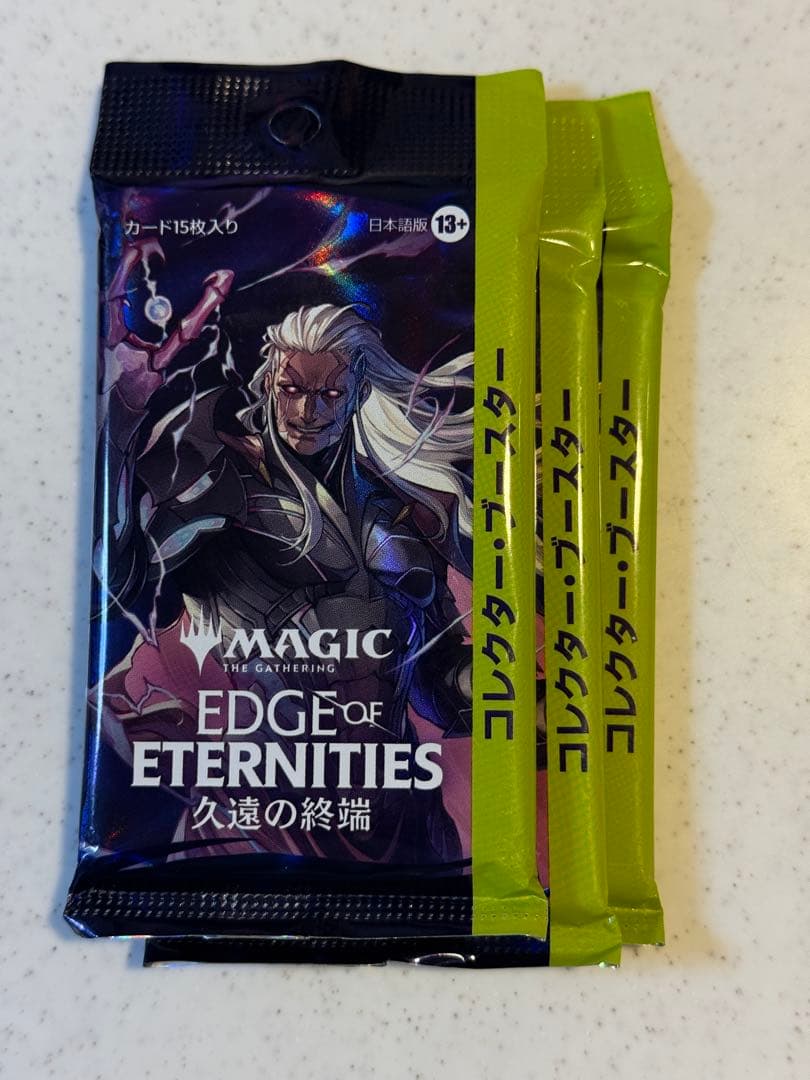 カード15枚入り
日本語版 13+
MAGIC
THE GATHERING
EDGE OF
ETERNITIES
久遠の終端
コレクター・ブースター
コレクター・ブースター
コレクター・ブースター